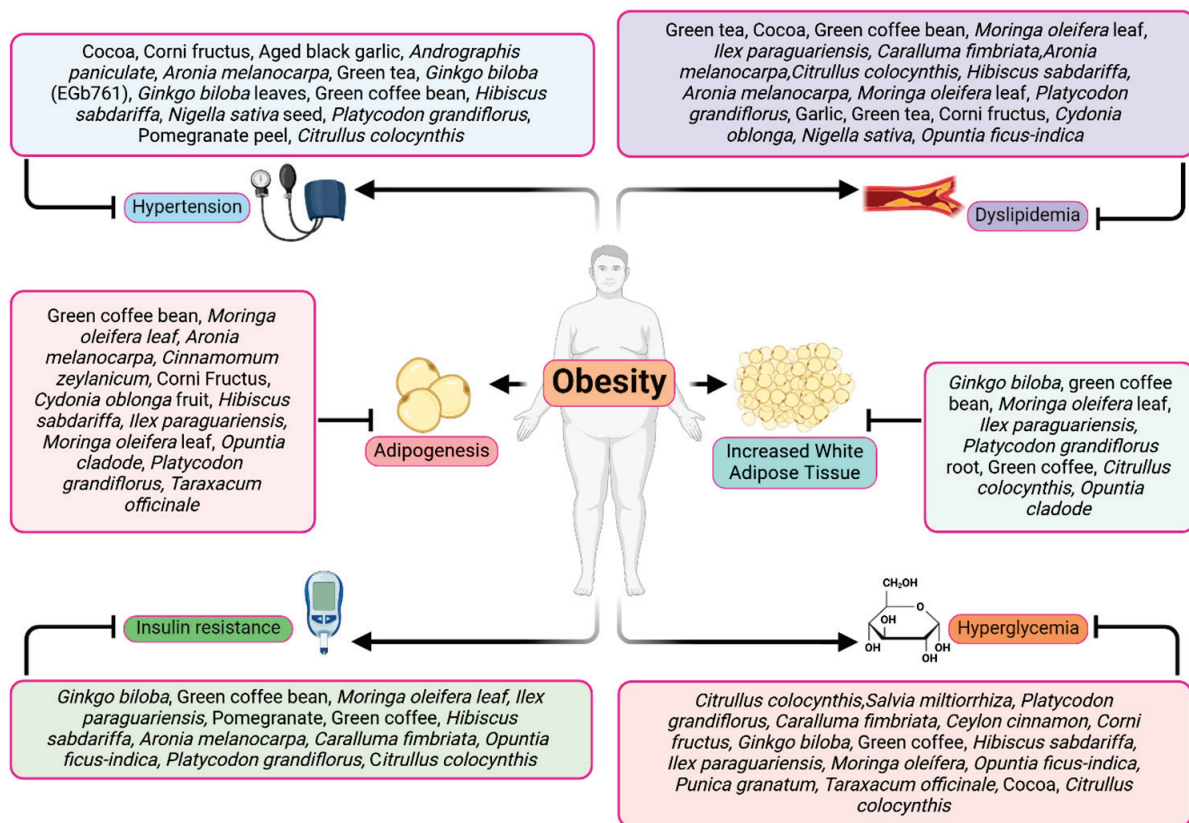 Cocoa, Corni fructus, Aged black garlic, Andrographis
paniculate, Aronia melanocarpa, Green tea, Ginkgo biloba
(EGb761), Ginkgo biloba leaves, Green coffee bean, Hibiscus
sabdariffa, Nigella sativa seed, Platycodon grandiflorus,
Pomegranate peel, Citrullus colocynthis
Green tea, Cocoa, Green coffee bean, Moringa oleifera leaf,
Ilex paraguariensis, Caralluma fimbriata,Aronia
melanocarpa,Citrullus colocynthis, Hibiscus sabdariffa,
Aronia melanocarpa, Moringa oleifera leaf, Platycodon
grandiflorus, Garlic, Green tea, Corni fructus, Cydonia
oblonga, Nigella sativa, Opuntia ficus-indica
Hypertension
Dyslipidemia
Green coffee bean, Moringa
oleifera leaf, Aronia
melanocarpa, Cinnamomum
zeylanicum, Corni Fructus,
Cydonia oblonga fruit, Hibiscus
sabdariffa, Ilex paraguariensis,
Moringa oleifera leaf, Opuntia
cladode, Platycodon
grandiflorus, Taraxacum
officinale
Adipogenesis
Obesity
Increased White
Adipose Tissue
Ginkgo biloba, green coffee
bean, Moringa oleifera leaf,
Ilex paraguariensis,
Platycodon grandiflorus
root, Green coffee, Citrullus
colocynthis, Opuntia
cladode
Insulin resistance
CH₂OH
O
OH
OH
OH
OH
Hyperglycemia
Ginkgo biloba, Green coffee bean, Moringa oleifera leaf, Ilex
paraguariensis, Pomegranate, Green coffee, Hibiscus
sabdariffa, Aronia melanocarpa, Caralluma fimbriata, Opuntia
ficus-indica, Platycodon grandiflorus, Citrullus colocynthis
Citrullus colocynthis,Salvia miltiorrhiza, Platycodon
grandiflorus, Caralluma fimbriata, Ceylon cinnamon, Corni
fructus, Ginkgo biloba, Green coffee, Hibiscus sabdariffa,
Ilex paraguariensis, Moringa oleífera, Opuntia ficus-indica,
Punica granatum, Taraxacum officinale, Cocoa, Citrullus
colocynthis